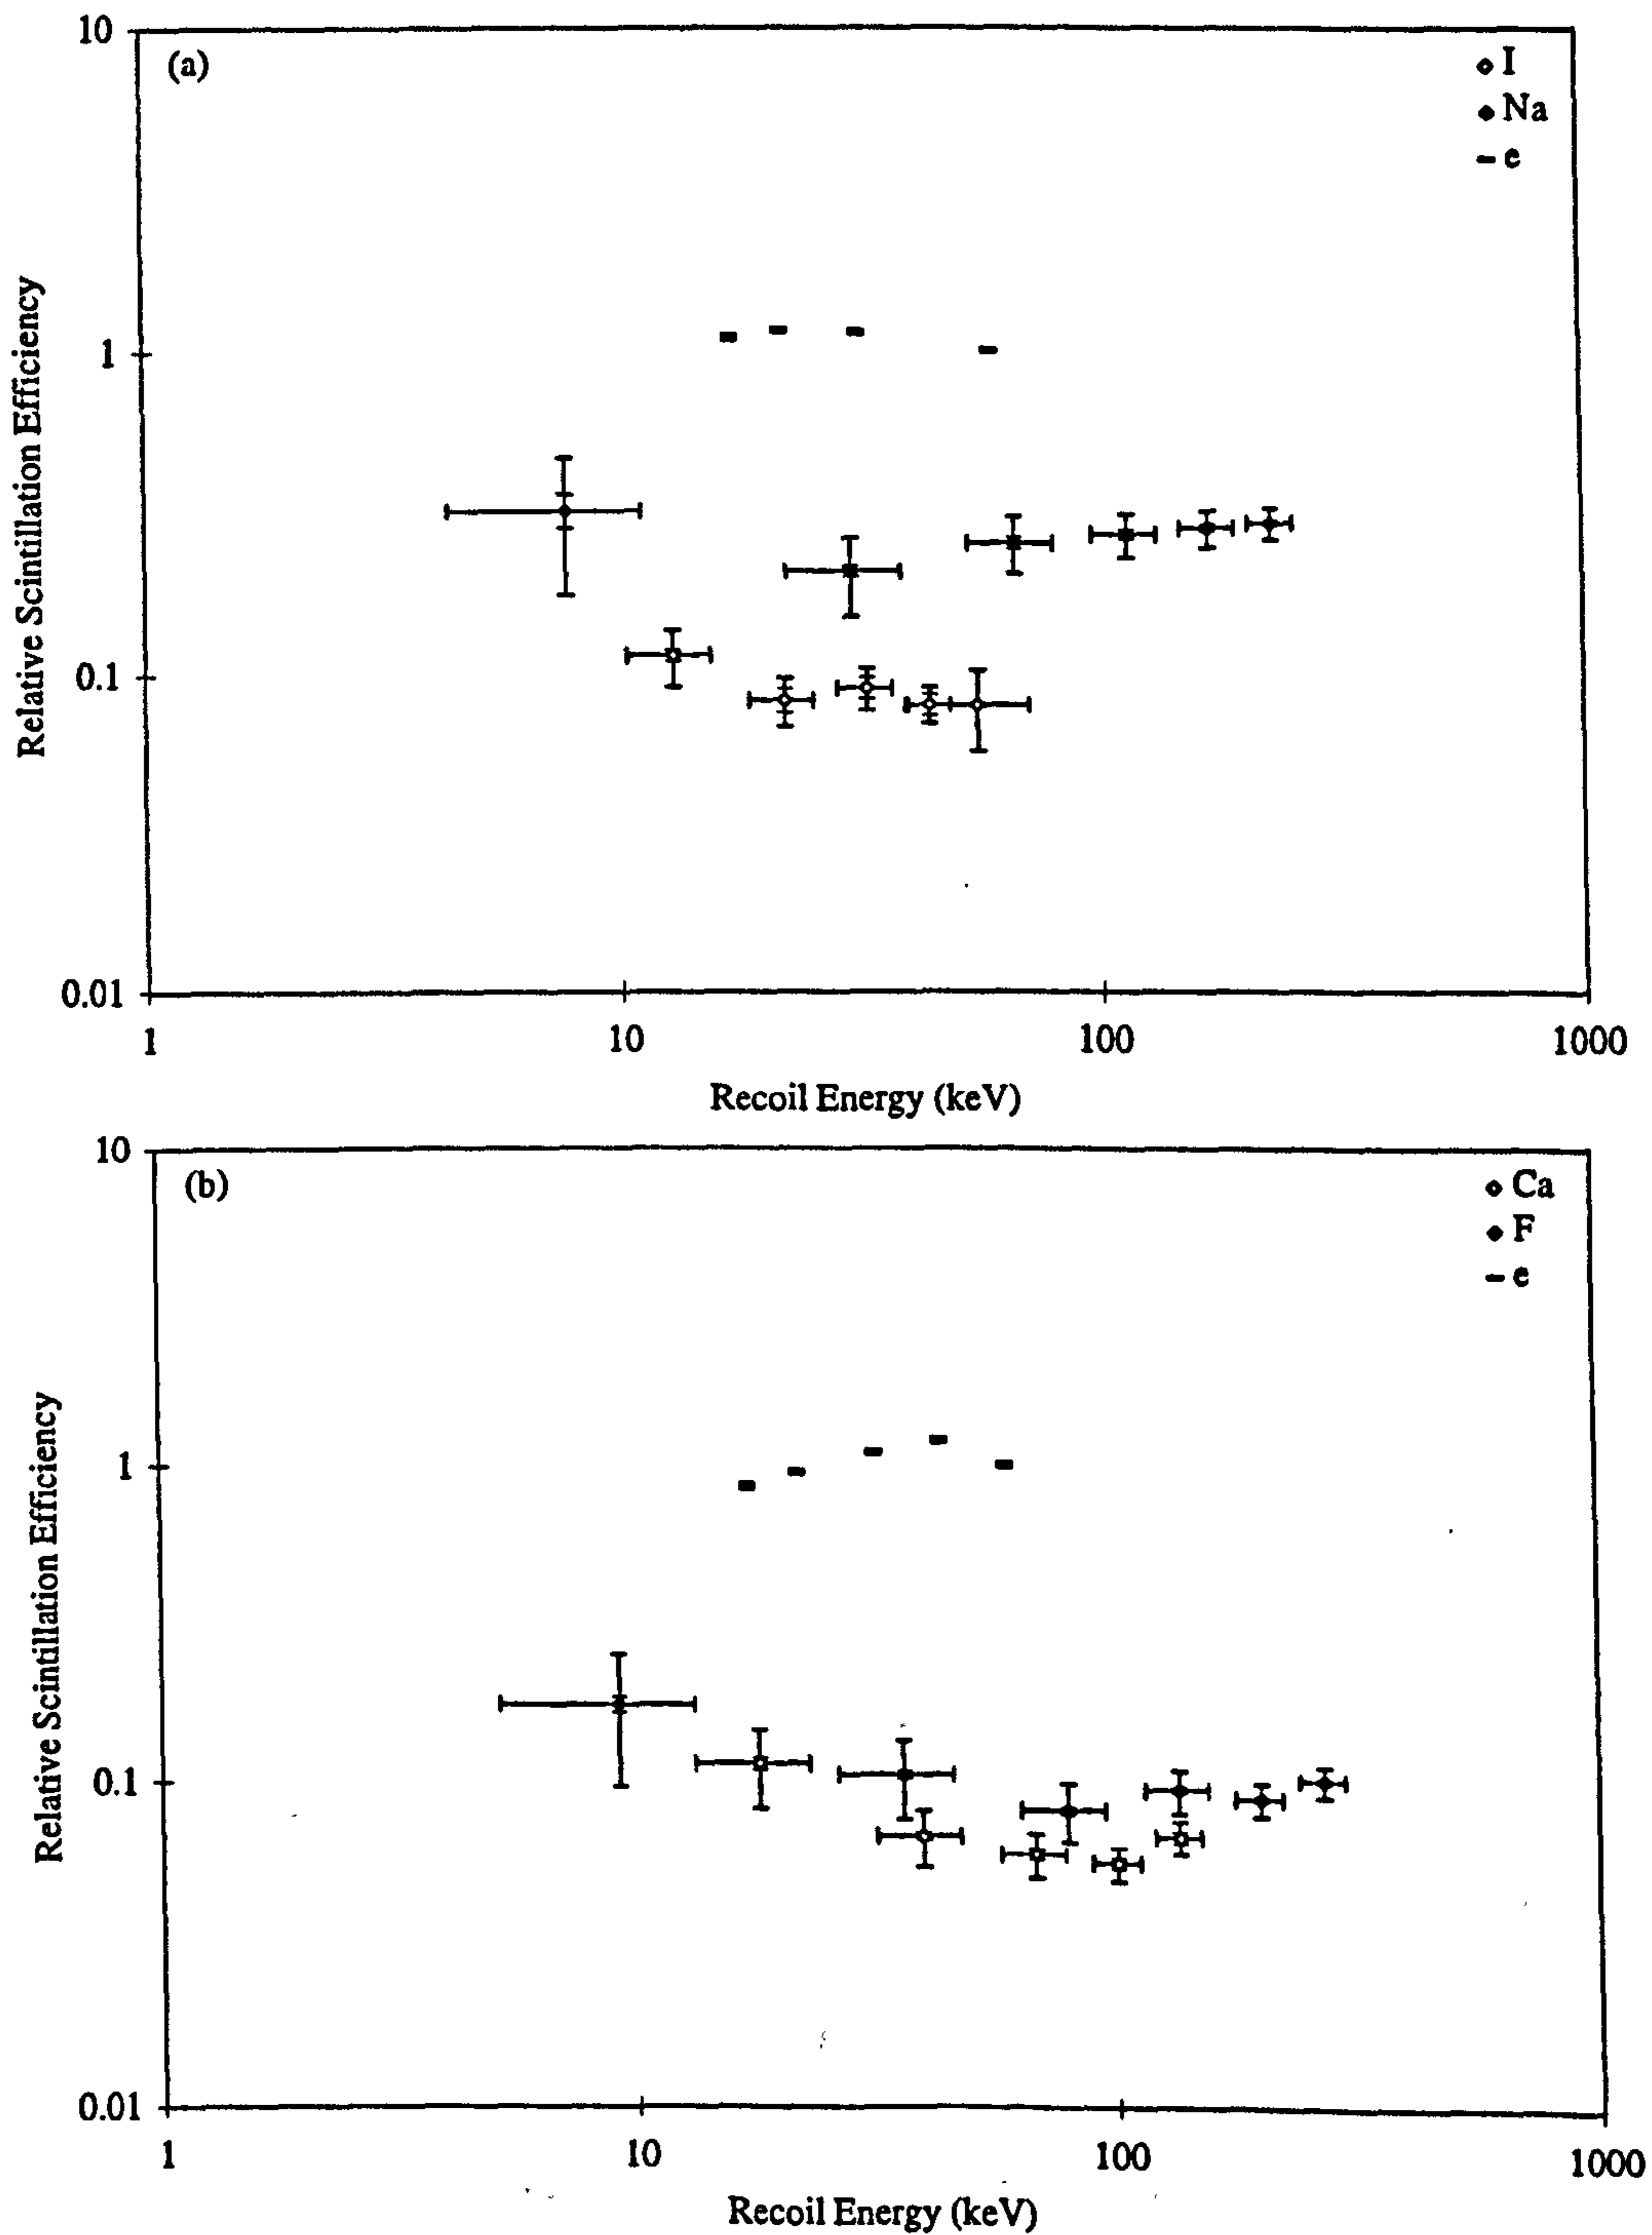 10
(a)
I
Na
e
Relative Scintillation Efficiency
1
0.1
0.01
1 10 100 1000
Recoil Energy (keV)
10
(b)
Ca
F
e
Relative Scintillation Efficiency
1
0.1
0.01
1 10 100 1000
Recoil Energy (keV)